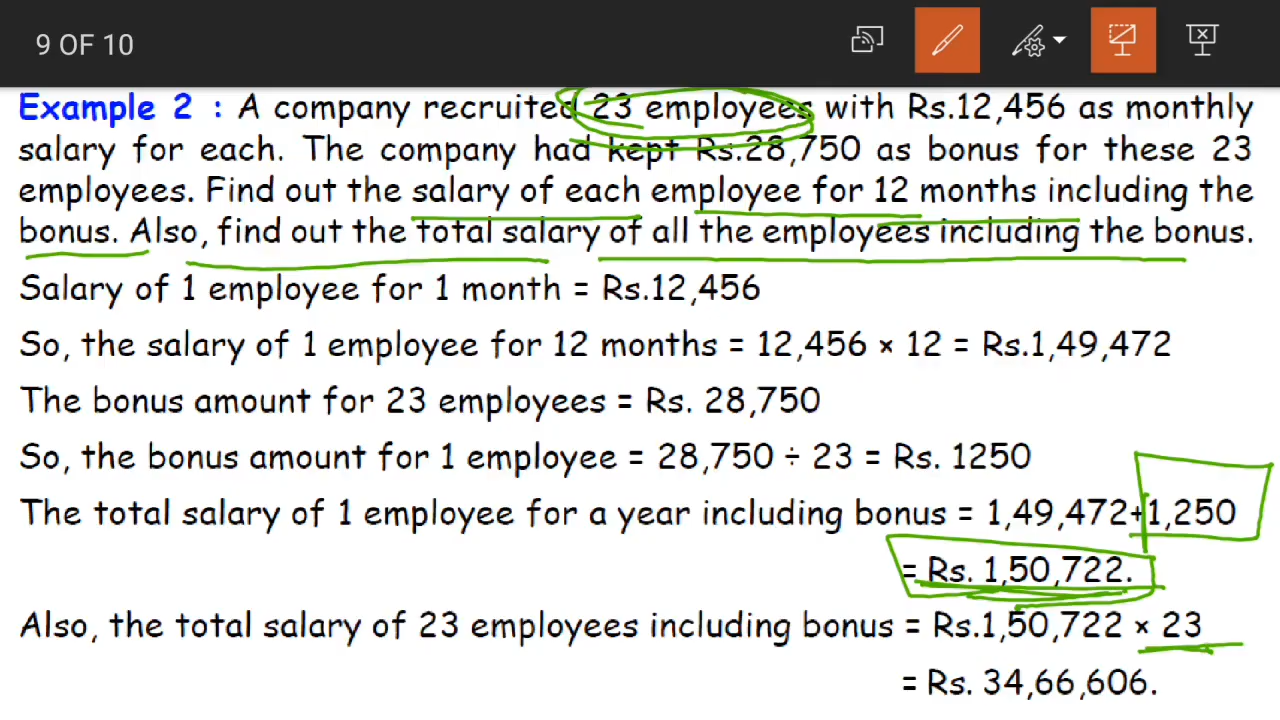 9 OF 10
Example 2 : A company recruited 23 employees with Rs.12,456 as monthly
salary for each. The company had kept Rs.28,750 as bonus for these 23
employees. Find out the salary of each employee for 12 months including the
bonus. Also, find out the total salary of all the employees including the bonus.
Salary of 1 employee for 1 month = Rs.12,456
So, the salary of 1 employee for 12 months = 12,456 × 12 = Rs.1,49,472
The bonus amount for 23 employees = Rs. 28,750
So, the bonus amount for 1 employee = 28,750 ÷ 23 = Rs. 1250
The total salary of 1 employee for a year including bonus = 1,49,472+1,250
= Rs. 1,50,722.
Also, the total salary of 23 employees including bonus = Rs.1,50,722 × 23
= Rs. 34,66,606.